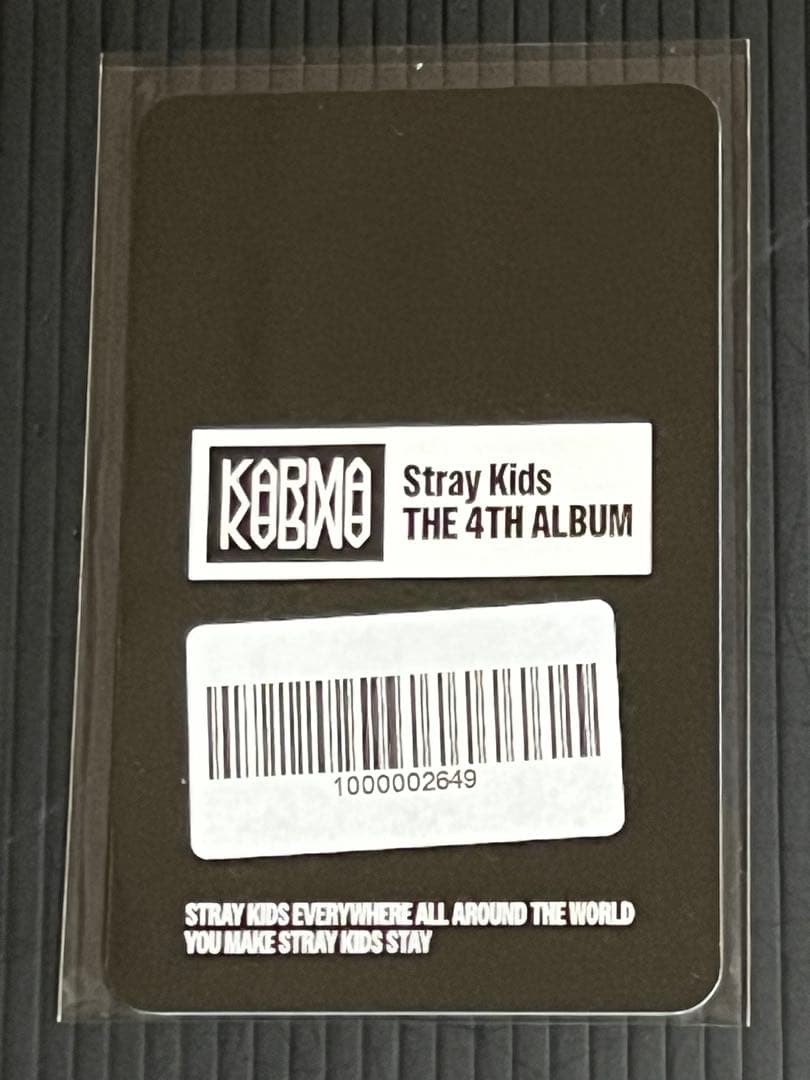 KARMA
Stray Kids
THE 4TH ALBUM
1000002649
STRAY KIDS EVERYWHERE ALL AROUND THE WORLD
YOU MAKE STRAY KIDS STAY